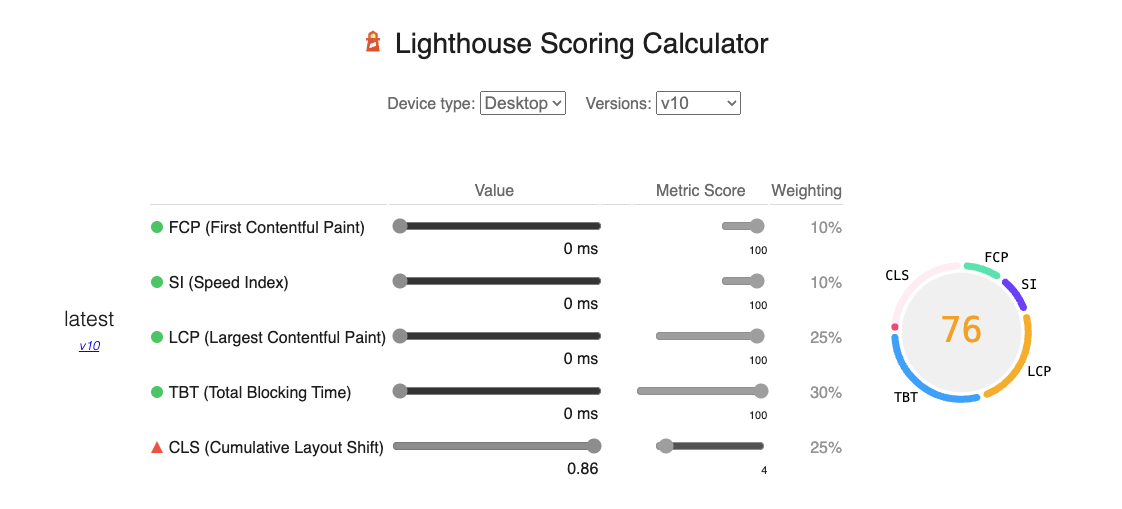 Lighthouse Scoring Calculator
Device type: Desktop Versions: v10
Value Metric Score Weighting
FCP (First Contentful Paint) 10%
0 ms 100
SI (Speed Index) 10%
0 ms 100
latest
v10
LCP (Largest Contentful Paint) 25%
0 ms 100
TBT (Total Blocking Time) 30%
0 ms 100
CLS (Cumulative Layout Shift) 25%
0.86 4
FCP
CLS
SI
76
LCP
TBT